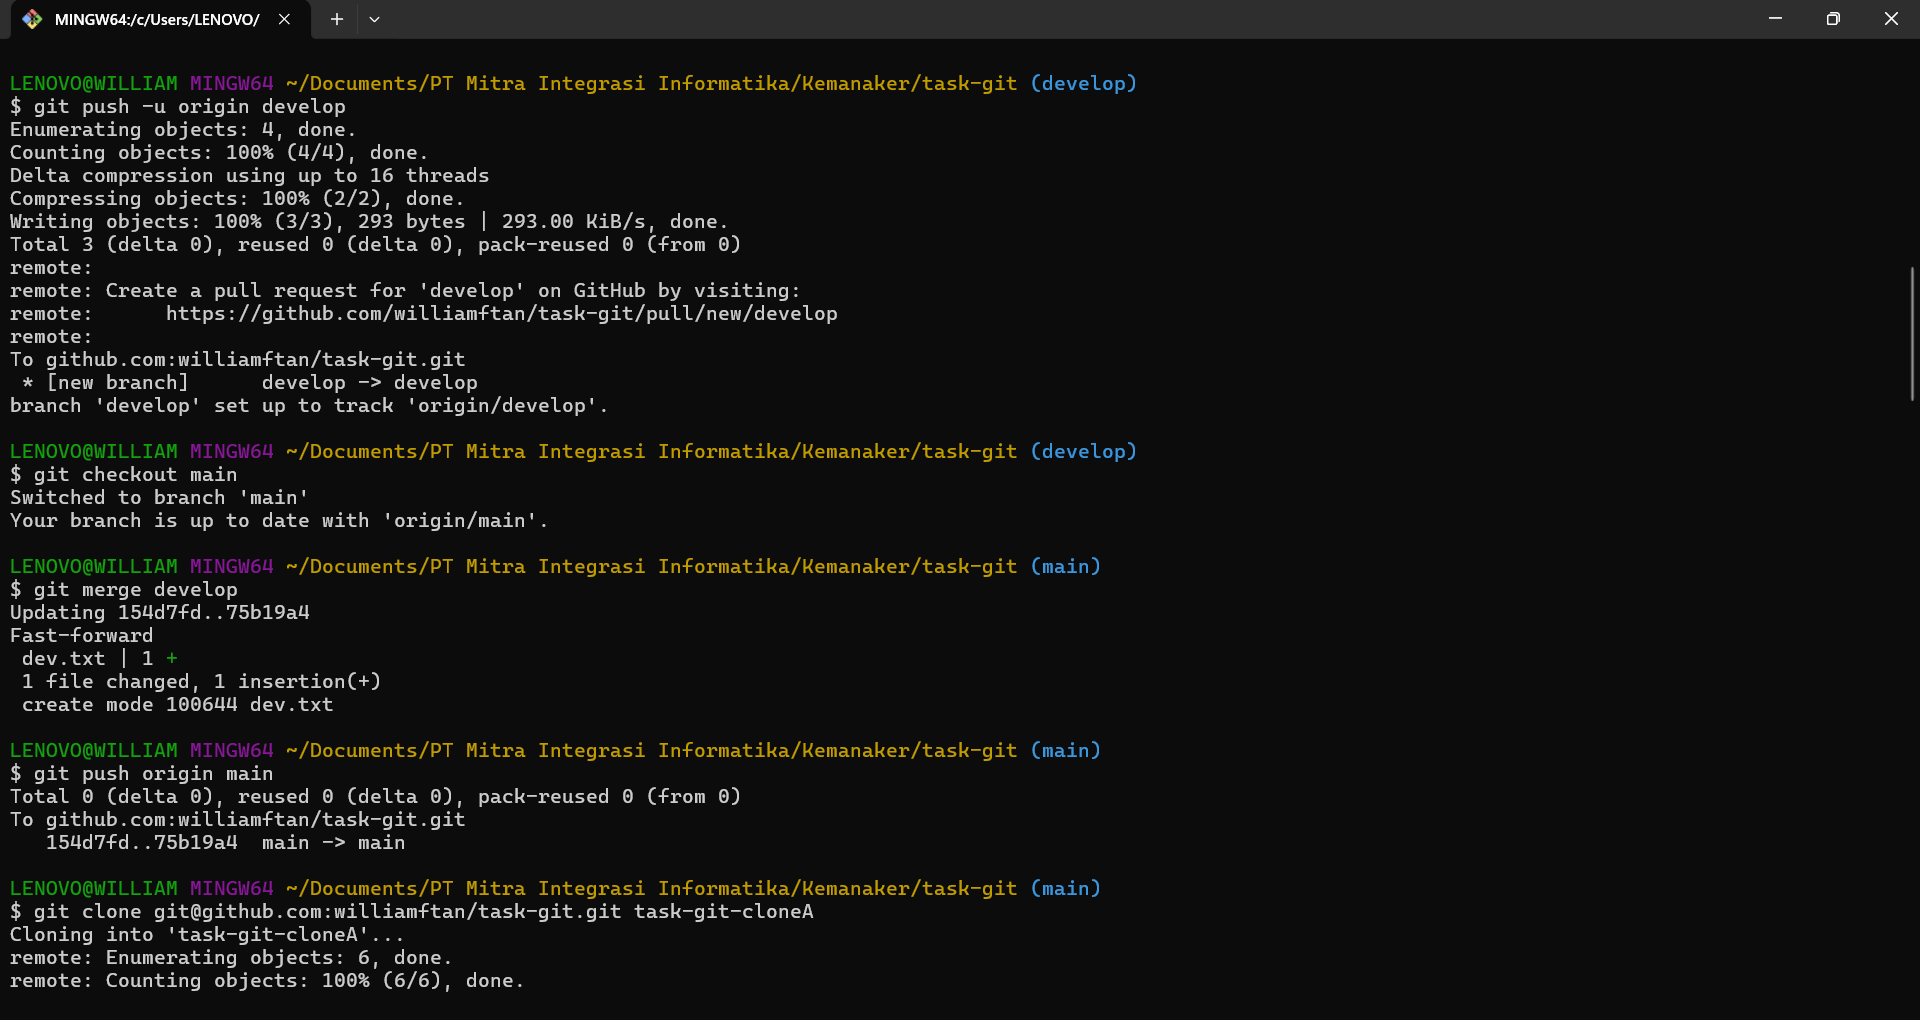 MINGW64:/c/Users/LENOVO/
LENOVO@WILLIAM MINGW64 ~/Documents/PT Mitra Integrasi Informatika/Kemanaker/task-git (develop)
$ git push -u origin develop
Enumerating objects: 4, done.
Counting objects: 100% (4/4), done.
Delta compression using up to 16 threads
Compressing objects: 100% (2/2), done.
Writing objects: 100% (3/3), 293 bytes | 293.00 KiB/s, done.
Total 3 (delta 0), reused 0 (delta 0), pack-reused 0 (from 0)
remote:
remote: Create a pull request for 'develop' on GitHub by visiting:
remote:      https://github.com/williamftan/task-git/pull/new/develop
remote:
To github.com:williamftan/task-git.git
 * [new branch]      develop -> develop
branch 'develop' set up to track 'origin/develop'.
LENOVO@WILLIAM MINGW64 ~/Documents/PT Mitra Integrasi Informatika/Kemanaker/task-git (develop)
$ git checkout main
Switched to branch 'main'
Your branch is up to date with 'origin/main'.
LENOVO@WILLIAM MINGW64 ~/Documents/PT Mitra Integrasi Informatika/Kemanaker/task-git (main)
$ git merge develop
Updating 154d7fd..75b19a4
Fast-forward
 dev.txt | 1 +
 1 file changed, 1 insertion(+)
 create mode 100644 dev.txt
LENOVO@WILLIAM MINGW64 ~/Documents/PT Mitra Integrasi Informatika/Kemanaker/task-git (main)
$ git push origin main
Total 0 (delta 0), reused 0 (delta 0), pack-reused 0 (from 0)
To github.com:williamftan/task-git.git
   154d7fd..75b19a4  main -> main
LENOVO@WILLIAM MINGW64 ~/Documents/PT Mitra Integrasi Informatika/Kemanaker/task-git (main)
$ git clone git@github.com:williamftan/task-git.git task-git-cloneA
Cloning into 'task-git-cloneA'...
remote: Enumerating objects: 6, done.
remote: Counting objects: 100% (6/6), done.